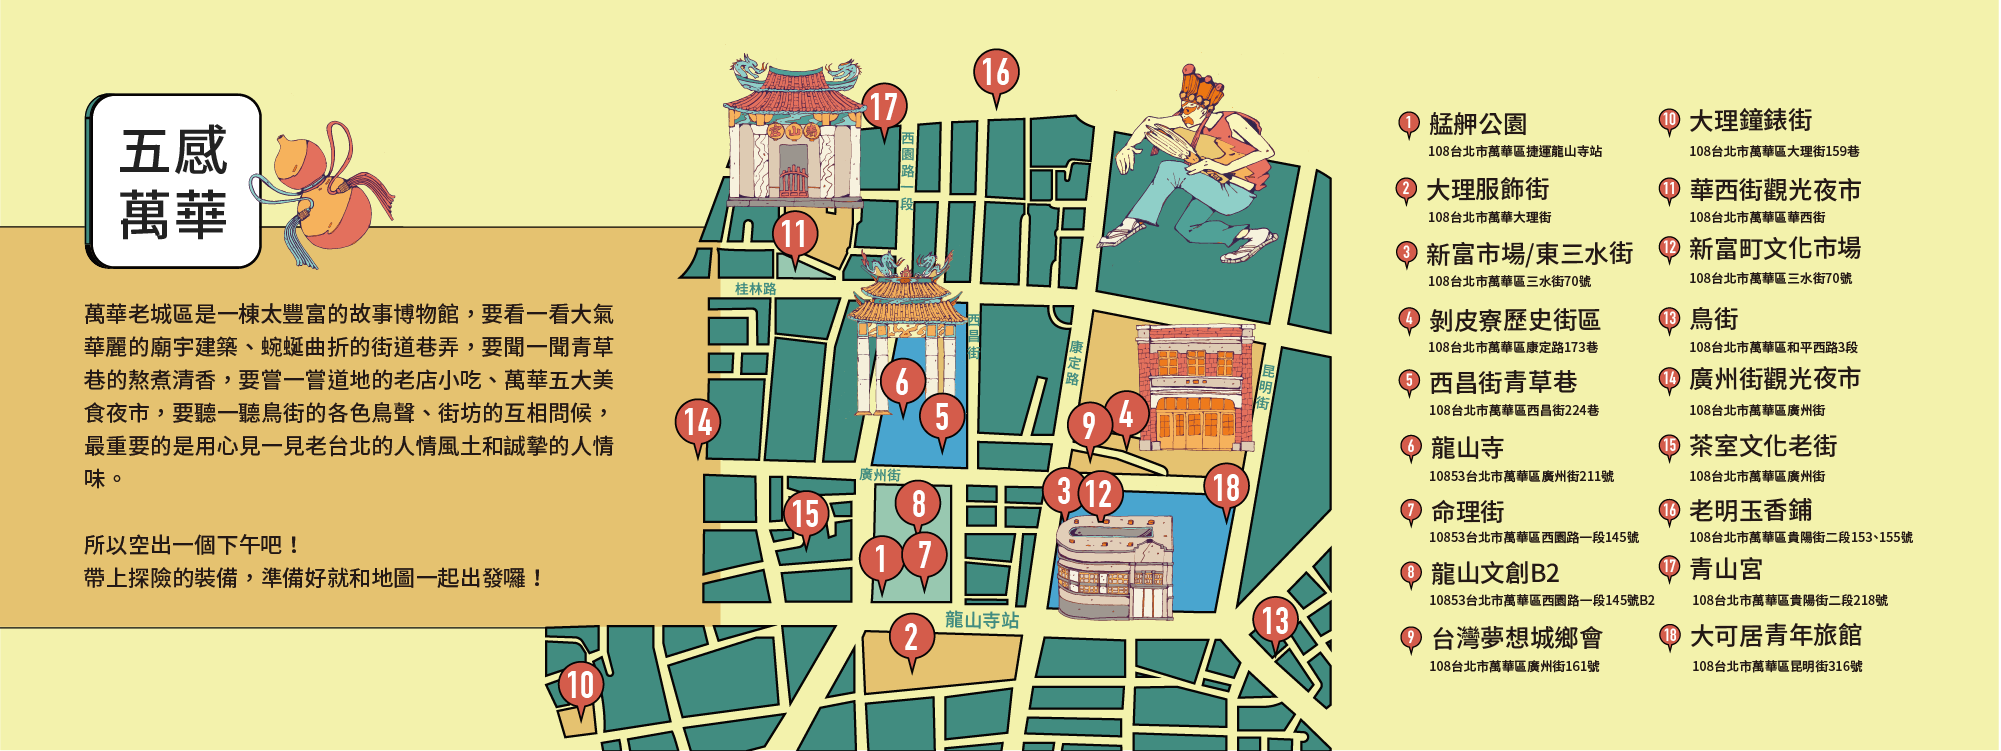 五感
萬華
萬華老城區是一棟太豐富的故事博物館，要看一看大氣
華麗的廟宇建築、蜿蜒曲折的街道巷弄，要聞一聞青草
巷的熬煮清香，要嘗一嘗道地的老店小吃、萬華五大美
食夜市，要聽一聽鳥街的各色鳥聲、街坊的互相問候，
最重要的是用心見一見老台北的人情風土和誠摯的人情
味。
所以空出一個下午吧！
帶上探險的裝備，準備好就和地圖一起出發囉！
16
17
西園路一段
11
桂林路
西昌街
康定路
昆明街
6
5
14
9
4
廣州街
3
12
18
8
15
1
7
龍山寺站
2
13
10
1 艋舺公園
108台北市萬華區捷運龍山寺站
2 大理服飾街
108台北市萬華大理街
3 新富市場/東三水街
108台北市萬華區三水街70號
4 剝皮寮歷史街區
108台北市萬華區康定路173巷
5 西昌街青草巷
108台北市萬華區西昌街224巷
6 龍山寺
10853台北市萬華區廣州街211號
7 命理街
10853台北市萬華區西園路一段145號
8 龍山文創B2
10853台北市萬華區西園路一段145號B2
9 台灣夢想城鄉會
108台北市萬華區廣州街161號
10 大理鐘錶街
108台北市萬華區大理街159巷
11 華西街觀光夜市
108台北市萬華區華西街
12 新富町文化市場
108台北市萬華區三水街70號
13 鳥街
108台北市萬華區和平西路3段
14 廣州街觀光夜市
108台北市萬華區廣州街
15 茶室文化老街
108台北市萬華區廣州街
16 老明玉香鋪
108台北市萬華區貴陽街二段153、155號
17 青山宮
108台北市萬華區貴陽街二段218號
18 大可居青年旅館
108台北市萬華區昆明街316號